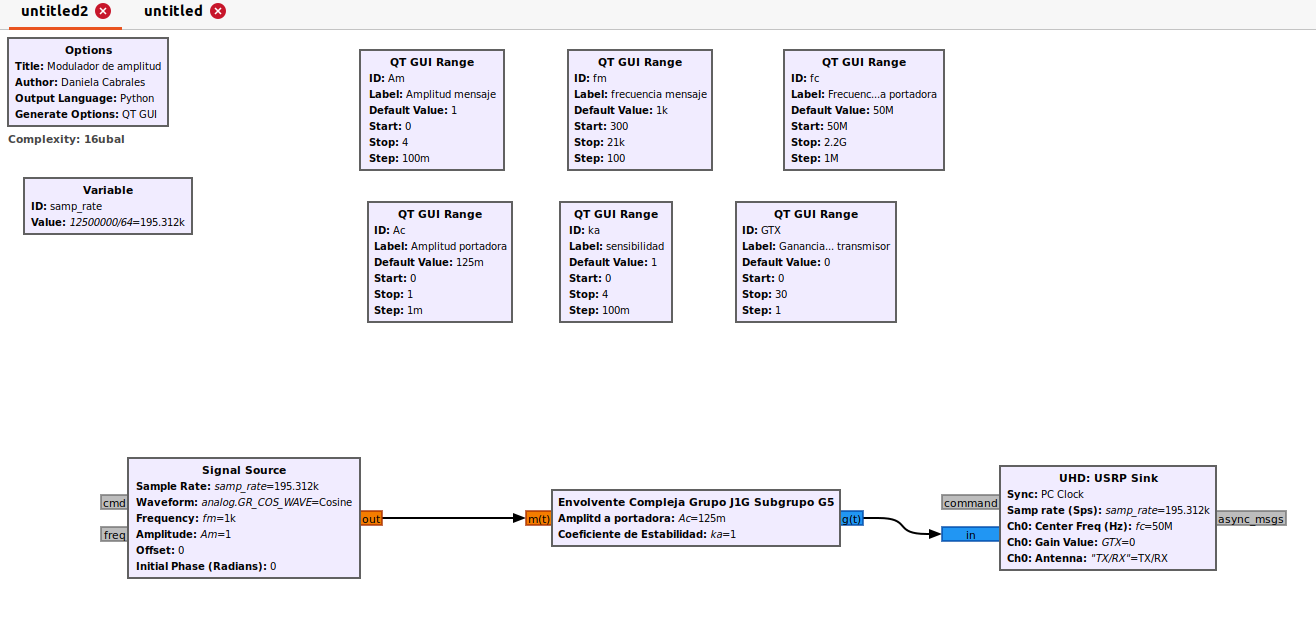 untitled2
untitled
Options
Title: Modulador de amplitud
Author: Daniela Cabrales
Output Language: Python
Generate Options: QT GUI
Complexity: 16ubal
Variable
ID: samp_rate
Value: 12500000/64=195.312k
QT GUI Range
ID: Am
Label: Amplitud mensaje
Default Value: 1
Start: 0
Stop: 4
Step: 100m
QT GUI Range
ID: fm
Label: frecuencia mensaje
Default Value: 1k
Start: 300
Stop: 21k
Step: 100
QT GUI Range
ID: fc
Label: Frecuenc...a portadora
Default Value: 50M
Start: 50M
Stop: 2.2G
Step: 1M
QT GUI Range
ID: Ac
Label: Amplitud portadora
Default Value: 125m
Start: 0
Stop: 1
Step: 1m
QT GUI Range
ID: ka
Label: sensibilidad
Default Value: 1
Start: 0
Stop: 4
Step: 100m
QT GUI Range
ID: GTX
Label: Ganancia... transmisor
Default Value: 0
Start: 0
Stop: 30
Step: 1
cmd
freq
Signal Source
Sample Rate: samp_rate=195.312k
Waveform: analog.GR_COS_WAVE=Cosine
Frequency: fm=1k
Amplitude: Am=1
Offset: 0
Initial Phase (Radians): 0
out
m(t)
Envolvente Compleja Grupo J1G Subgrupo G5
Amplitd a portadora: Ac=125m
Coeficiente de Estabilidad: ka=1
g(t)
command
in
UHD: USRP Sink
Sync: PC Clock
Samp rate (Sps): samp_rate=195.312k
Ch0: Center Freq (Hz): fc=50M
Ch0: Gain Value: GTX=0
Ch0: Antenna: "TX/RX"=TX/RX
async_msgs